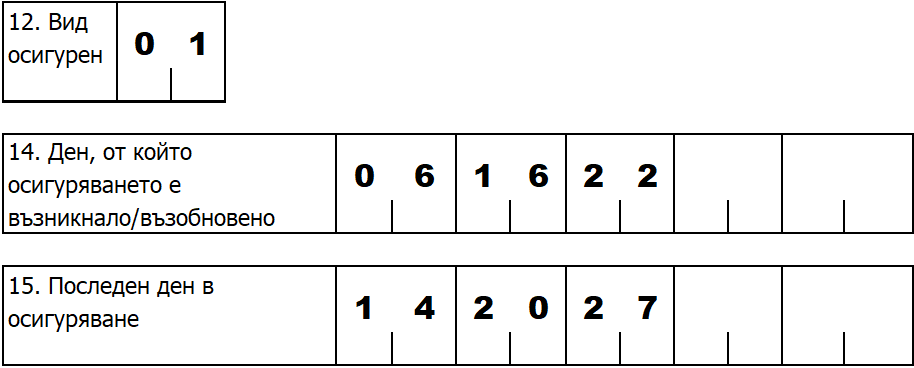 12. Вид
осигурен
0 1
14. Ден, от който
осигуряването е
възникнало/възобновено
0 6 1 6 2 2
15. Последен ден в
осигуряване
1 4 2 0 2 7